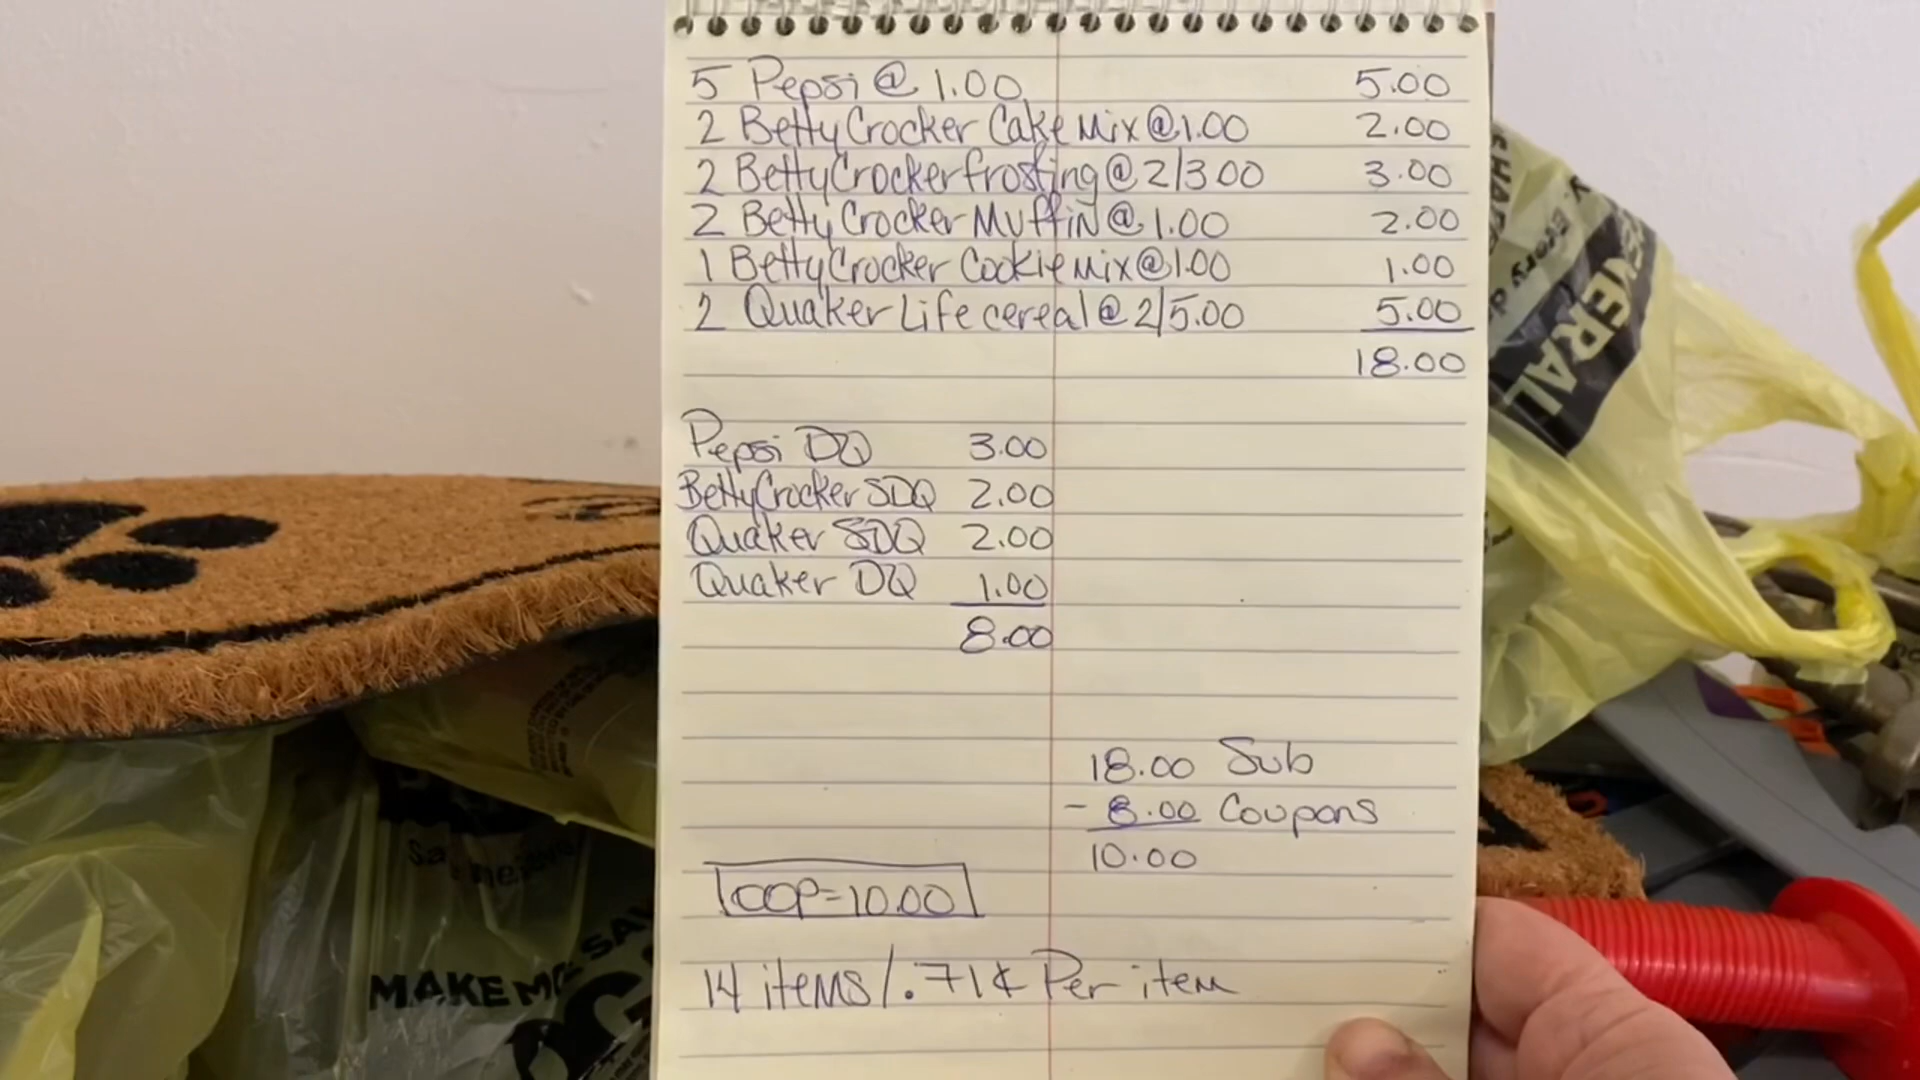 5 Pepsi @ 1.00 5.00
2 Betty Crocker Cake Mix @ 1.00 2.00
2 Betty Crocker frosting @ 2/3.00 3.00
2 Betty Crocker Muffin @ 1.00 2.00
1 Betty Crocker Cookie Mix @ 1.00 1.00
2 Quaker Life cereal @ 2/5.00 5.00
18.00
Pepsi DQ 3.00
Betty Crocker SDQ 2.00
Quaker SDQ 2.00
Quaker DQ 1.00
8.00
18.00 Sub
- 8.00 Coupons
10.00
OOP=10.00
14 items/.71¢ Per item
MAKE